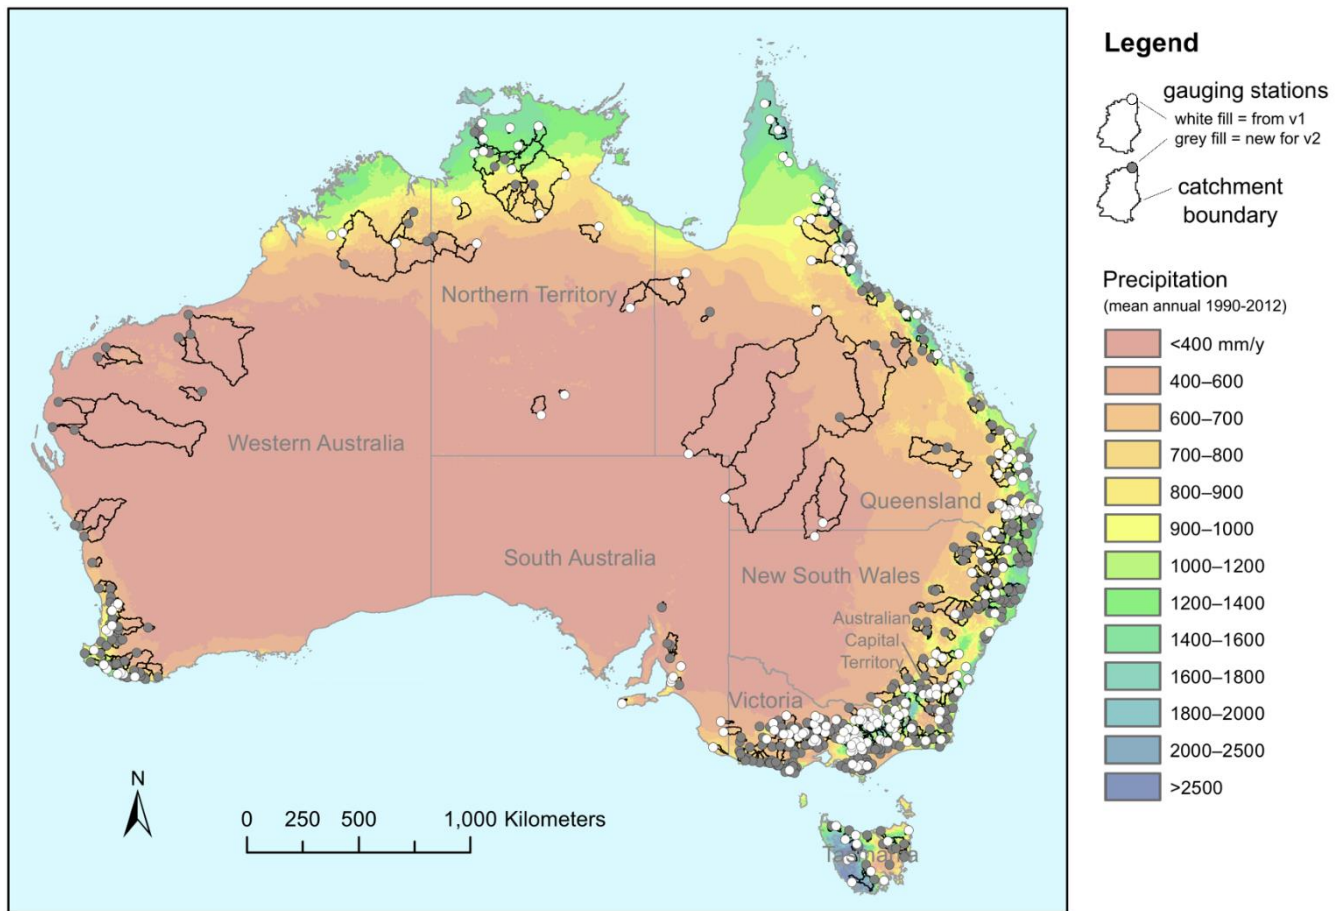 Legend
gauging stations
white fill = from v1
grey fill = new for v2
catchment
boundary
Precipitation
(mean annual 1990-2012)
<400 mm/y
400–600
600–700
700–800
800–900
900–1000
1000–1200
1200–1400
1400–1600
1600–1800
1800–2000
2000–2500
>2500
Northern Territory
Western Australia
Queensland
South Australia
New South Wales
Australian
Capital
Territory
Victoria
Tasmania
N
0 250 500 1,000 Kilometers